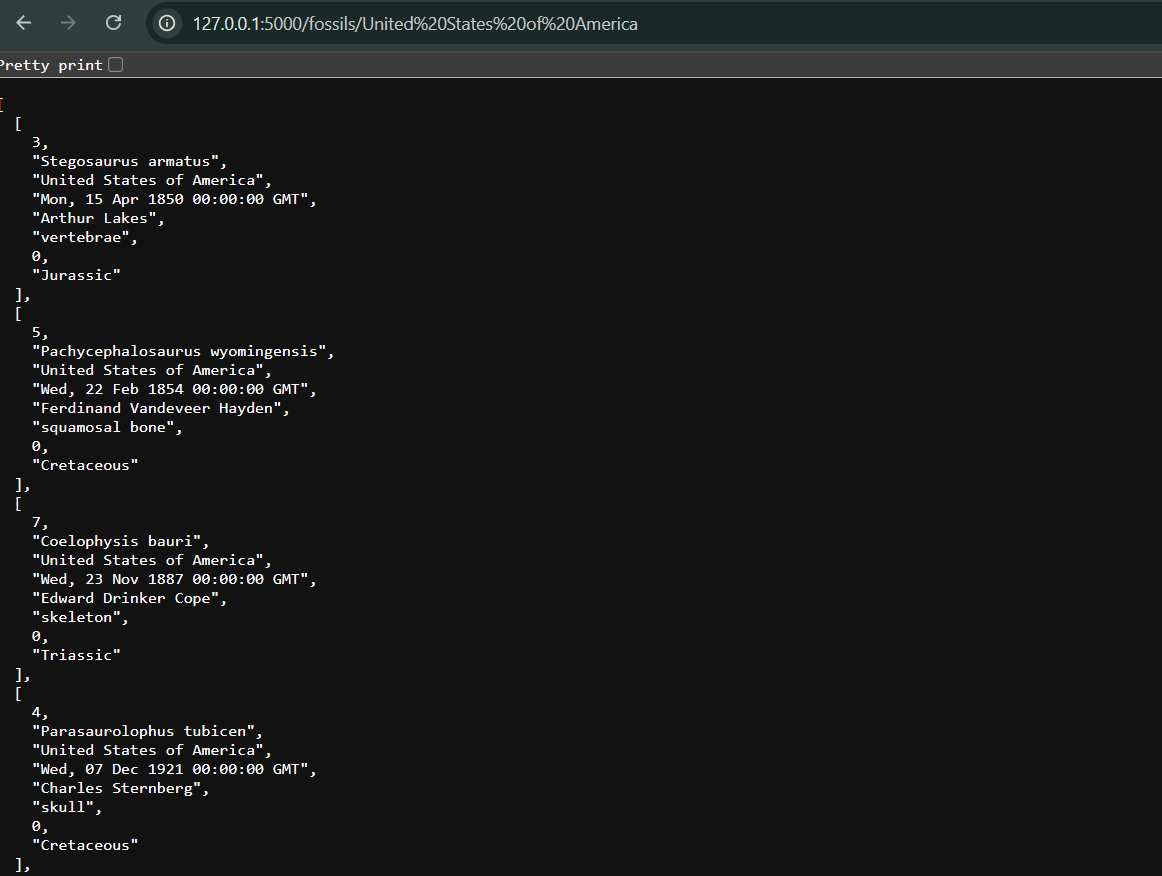 127.0.0.1:5000/fossils/United%20States%20of%20America
Pretty print
[
  [
    3,
    "Stegosaurus armatus",
    "United States of America",
    "Mon, 15 Apr 1850 00:00:00 GMT",
    "Arthur Lakes",
    "vertebrae",
    0,
    "Jurassic"
  ],
  [
    5,
    "Pachycephalosaurus wyomingensis",
    "United States of America",
    "Wed, 22 Feb 1854 00:00:00 GMT",
    "Ferdinand Vandeveer Hayden",
    "squamosal bone",
    0,
    "Cretaceous"
  ],
  [
    7,
    "Coelophysis bauri",
    "United States of America",
    "Wed, 23 Nov 1887 00:00:00 GMT",
    "Edward Drinker Cope",
    "skeleton",
    0,
    "Triassic"
  ],
  [
    4,
    "Parasaurolophus tubicen",
    "United States of America",
    "Wed, 07 Dec 1921 00:00:00 GMT",
    "Charles Sternberg",
    "skull",
    0,
    "Cretaceous"
  ],